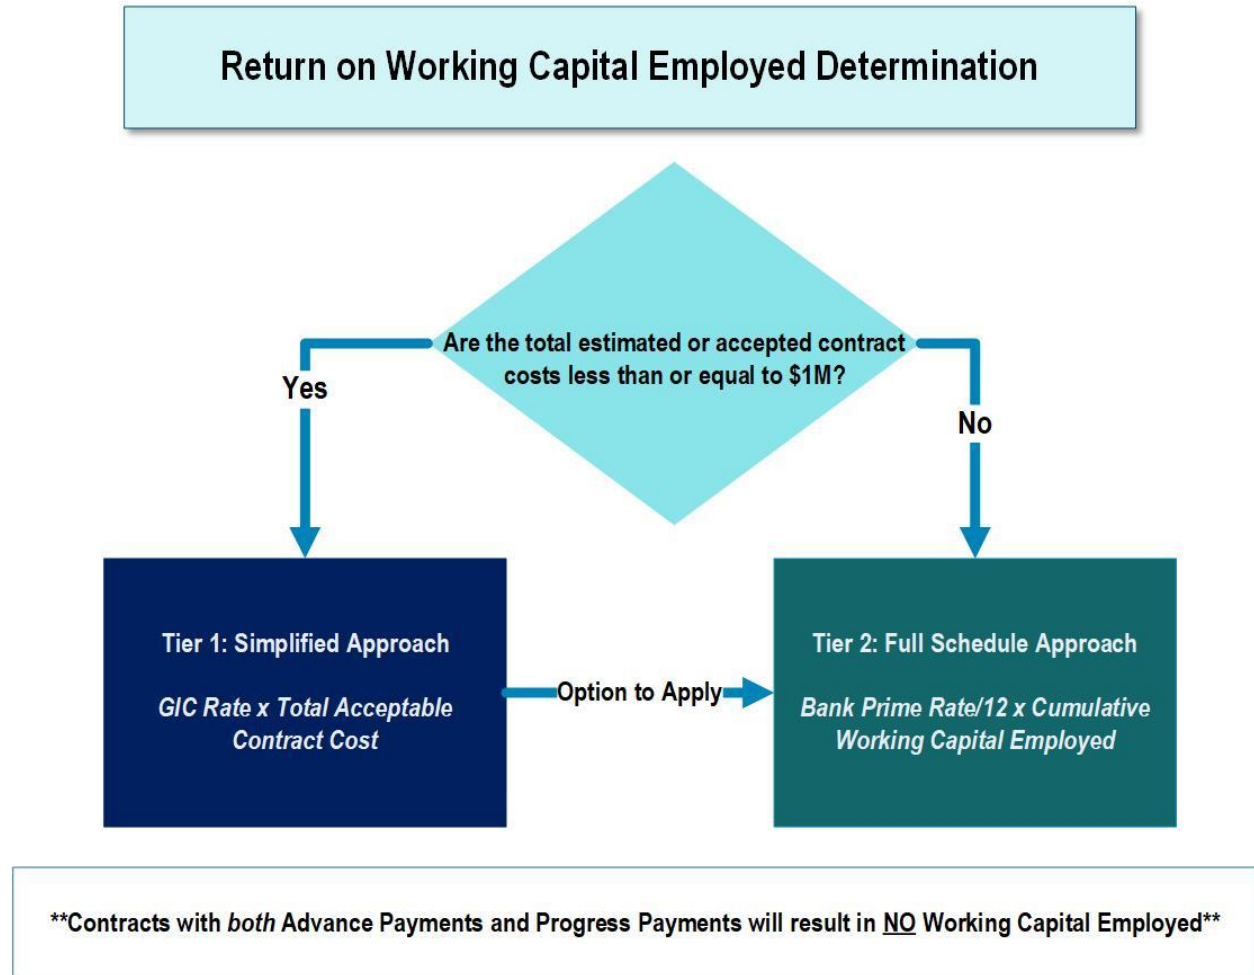 Return on Working Capital Employed Determination
Are the total estimated or accepted contract
costs less than or equal to $1M?
Yes
No
Tier 1: Simplified Approach
GIC Rate x Total Acceptable
Contract Cost
Option to Apply
Tier 2: Full Schedule Approach
Bank Prime Rate/12 x Cumulative
Working Capital Employed
**Contracts with both Advance Payments and Progress Payments will result in NO Working Capital Employed**